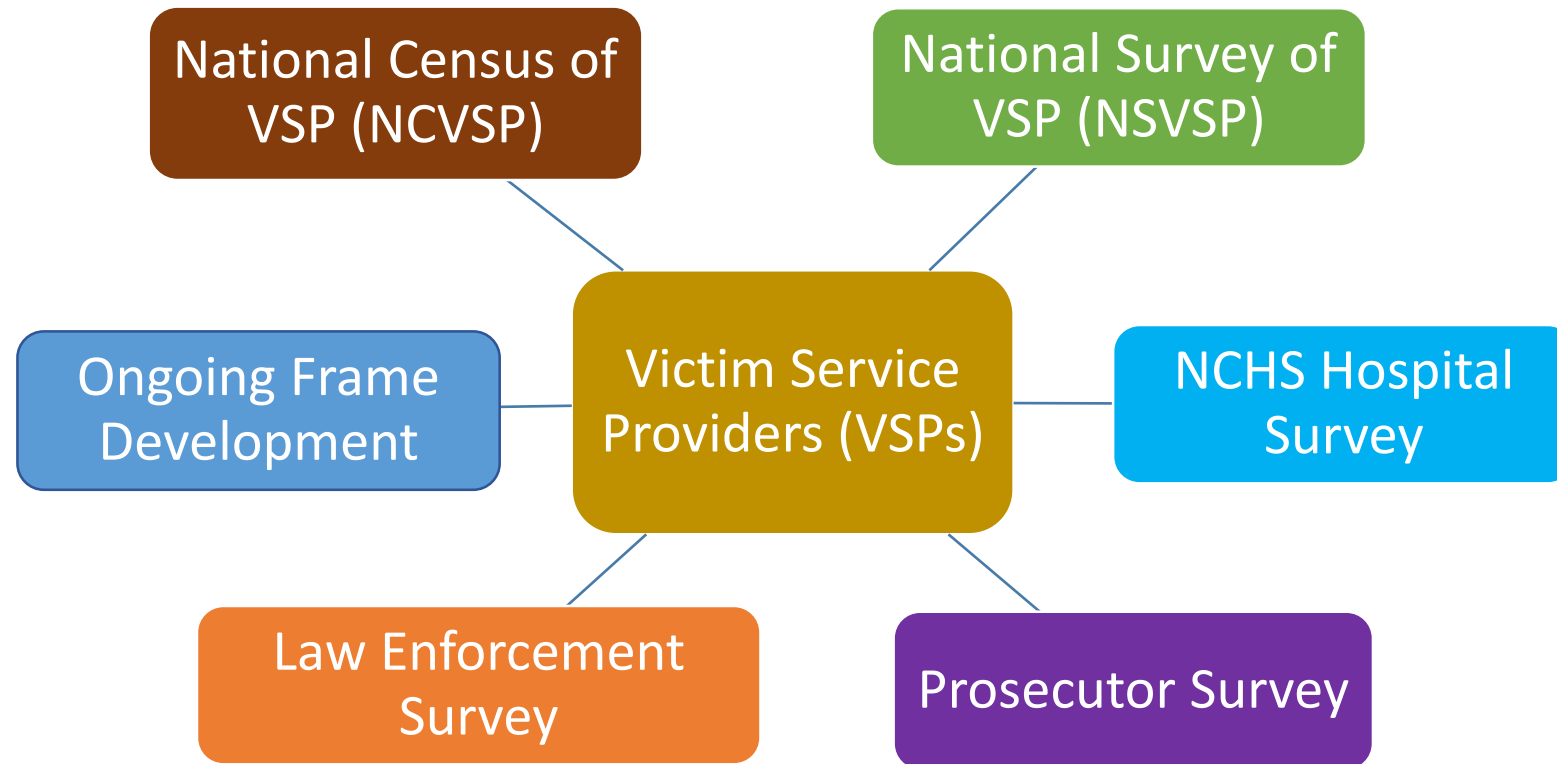 National Census of
VSP (NCVSP)
National Survey of
VSP (NSVSP)
Ongoing Frame
Development
Victim Service
Providers (VSPs)
NCHS Hospital
Survey
Law Enforcement
Survey
Prosecutor Survey